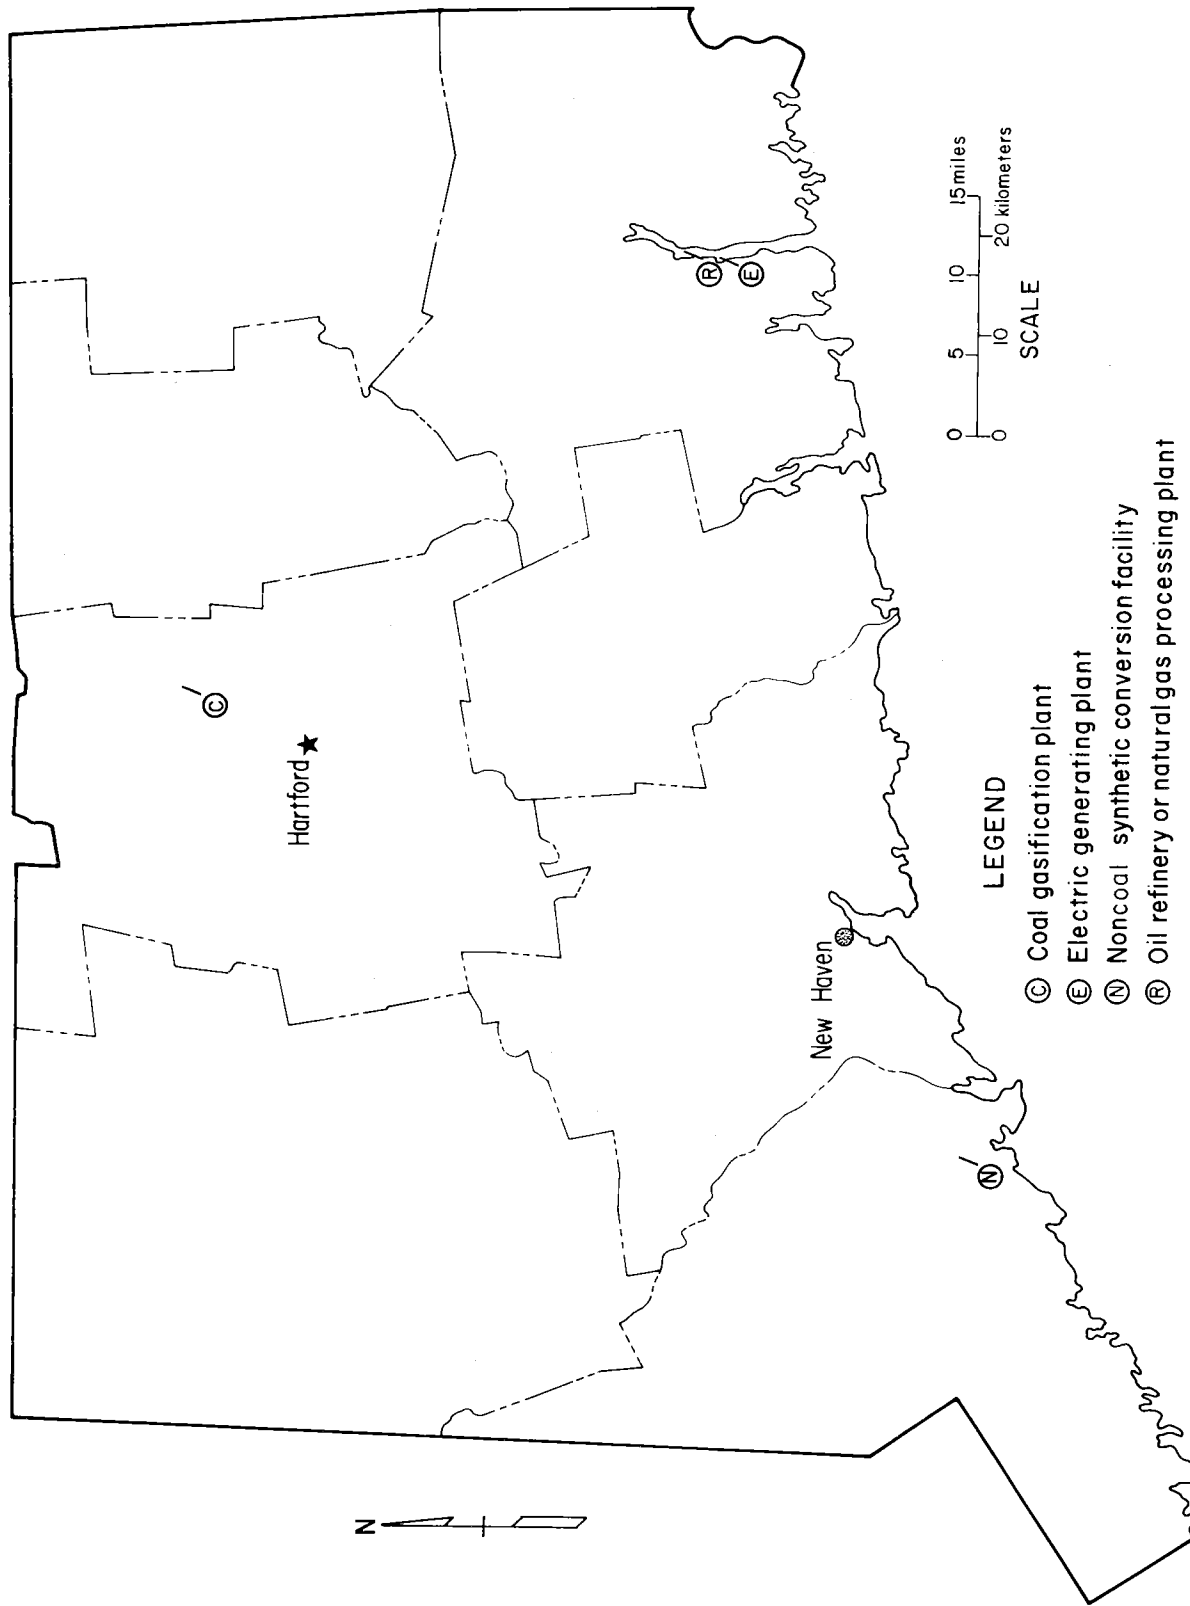 N
C
Hartford
R
E
New Haven
N
0 5 10 15 miles
0 10 20 kilometers
SCALE
LEGEND
C Coal gasification plant
E Electric generating plant
N Noncoal synthetic conversion facility
R Oil refinery or natural gas processing plant